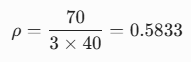 ρ = 70 / (3 × 40) = 0.5833